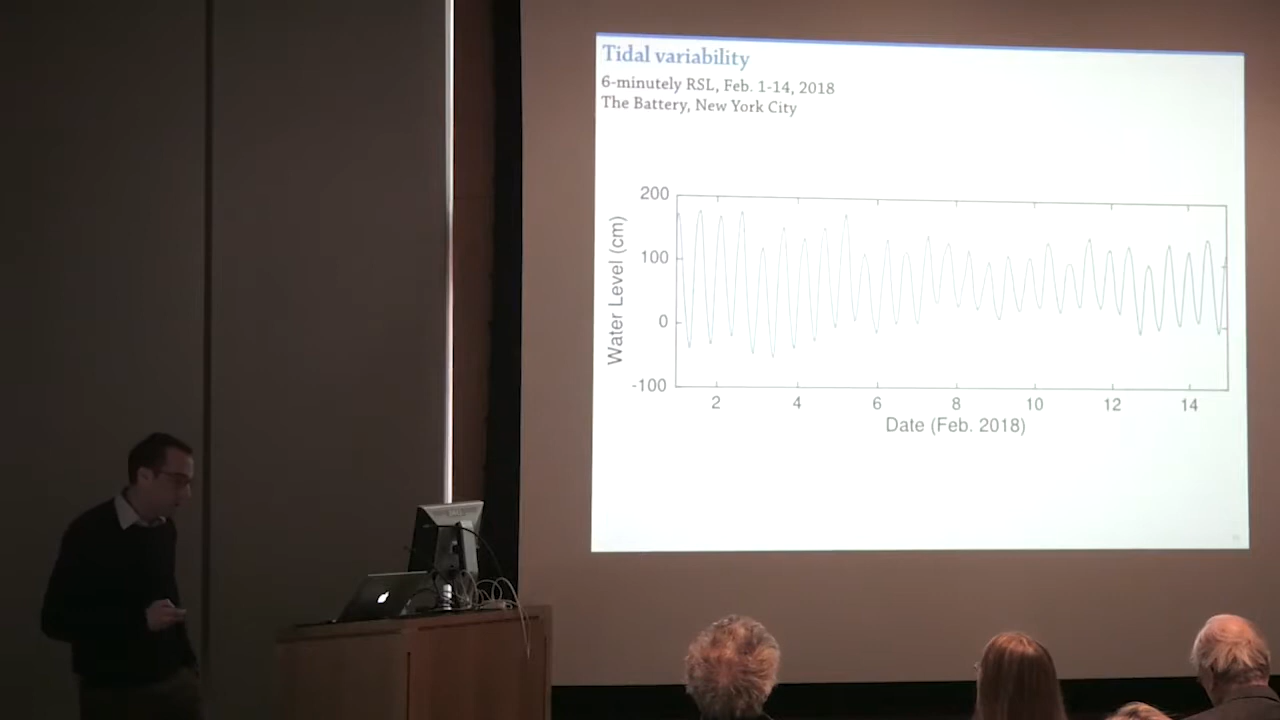 Tidal variability
6-minutely RSL, Feb. 1-14, 2018
The Battery, New York City
200
100
0
-100
Water Level (cm)
2 4 6 8 10 12 14
Date (Feb. 2018)